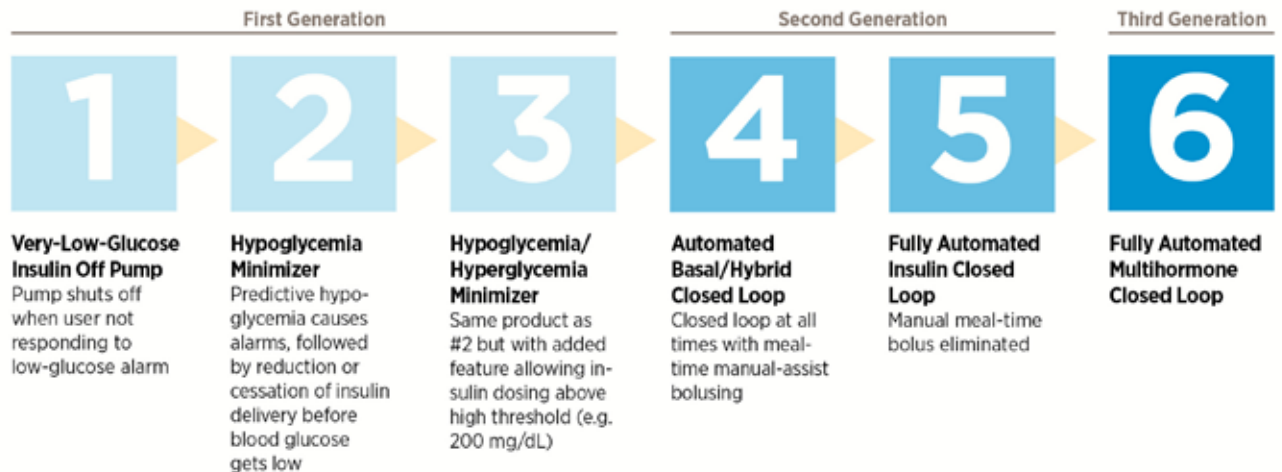 First Generation
Second Generation
Third Generation
1
2
3
4
5
6
Very-Low-Glucose
Insulin Off Pump
Pump shuts off
when user not
responding to
low-glucose alarm
Hypoglycemia
Minimizer
Predictive hypo-
glycemia causes
alarms, followed
by reduction or
cessation of insulin
delivery before
blood glucose
gets low
Hypoglycemia/
Hyperglycemia
Minimizer
Same product as
#2 but with added
feature allowing in-
sulin dosing above
high threshold (e.g.
200 mg/dL)
Automated
Basal/Hybrid
Closed Loop
Closed loop at all
times with meal-
time manual-assist
bolusing
Fully Automated
Insulin Closed
Loop
Manual meal-time
bolus eliminated
Fully Automated
Multihormone
Closed Loop